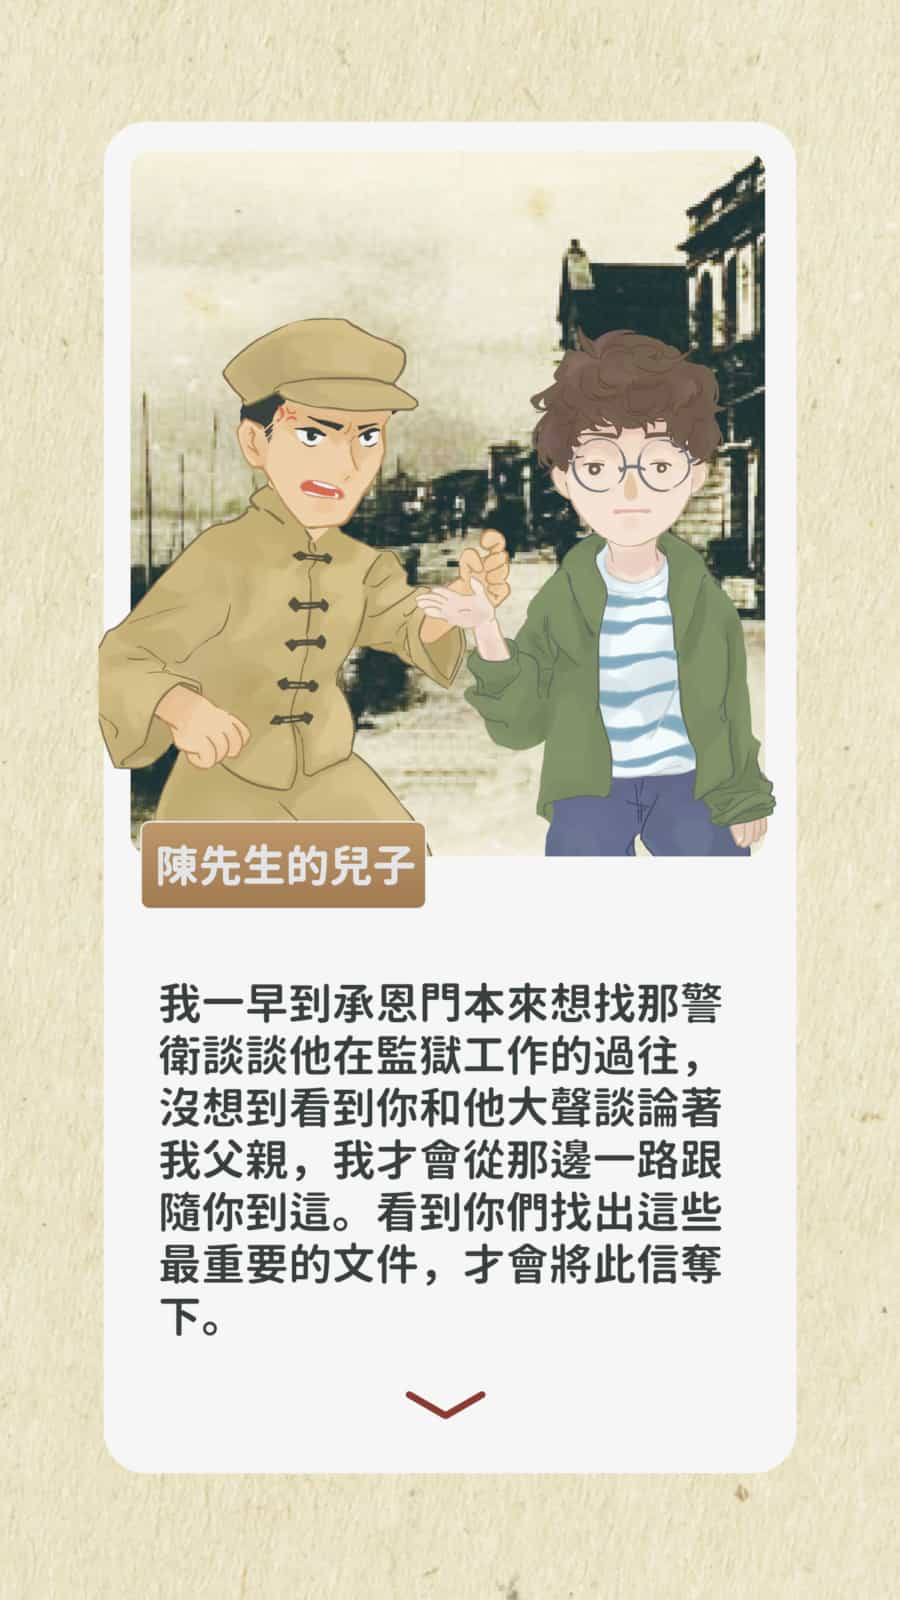 陳先生的兒子
我一早到承恩門本來想找那警
衛談談他在監獄工作的過往，
沒想到看到你和他大聲談論著
我父親，我才會從那邊一路跟
隨你到這。看到你們找出這些
最重要的文件，才會將此信奪
下。